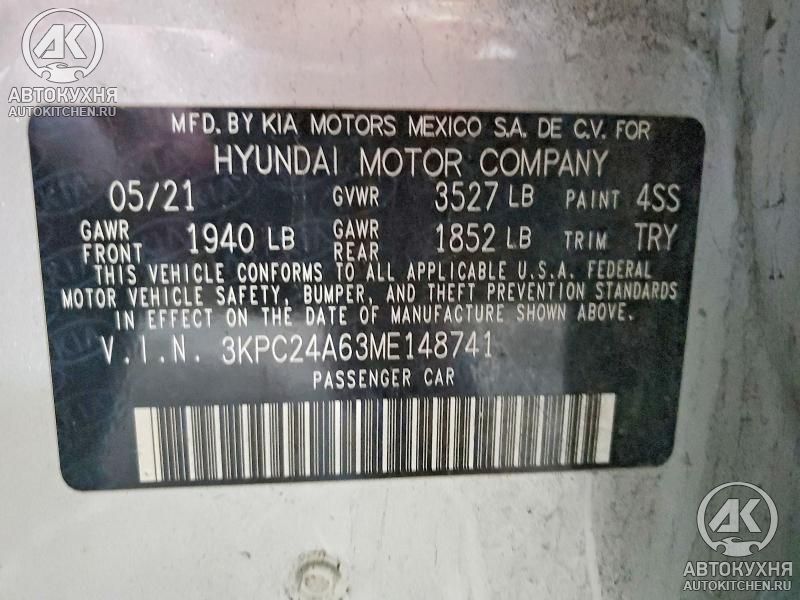 AK
АВТОКУХНЯ
AUTOKITCHEN.RU
MFD. BY KIA MOTORS MEXICO S.A. DE C.V. FOR
HYUNDAI MOTOR COMPANY
05/21 GVWR 3527 LB PAINT 4SS
GAWR FRONT 1940 LB GAWR REAR 1852 LB TRIM TRY
THIS VEHICLE CONFORMS TO ALL APPLICABLE U.S.A. FEDERAL
MOTOR VEHICLE SAFETY, BUMPER, AND THEFT PREVENTION STANDARDS
IN EFFECT ON THE DATE OF MANUFACTURE SHOWN ABOVE.
V.I.N. 3KPC24A63ME148741
PASSENGER CAR
AK
АВТОКУХНЯ
AUTOKITCHEN.RU